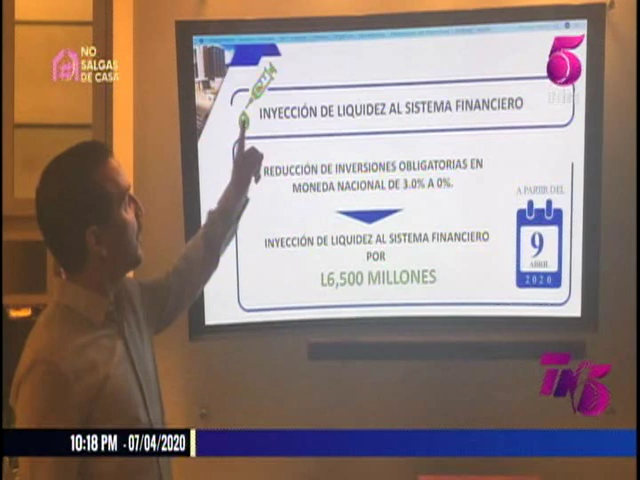 NO
SALGAS
DE CASA
5
INYECCIÓN DE LIQUIDEZ AL SISTEMA FINANCIERO
REDUCCIÓN DE INVERSIONES OBLIGATORIAS EN
MONEDA NACIONAL DE 3.0% A 0%.
A PARTIR DEL
9
ABRIL
2020
INYECCIÓN DE LIQUIDEZ AL SISTEMA FINANCIERO
POR
L6,500 MILLONES
TN5
10:18 PM - 07/04/2020